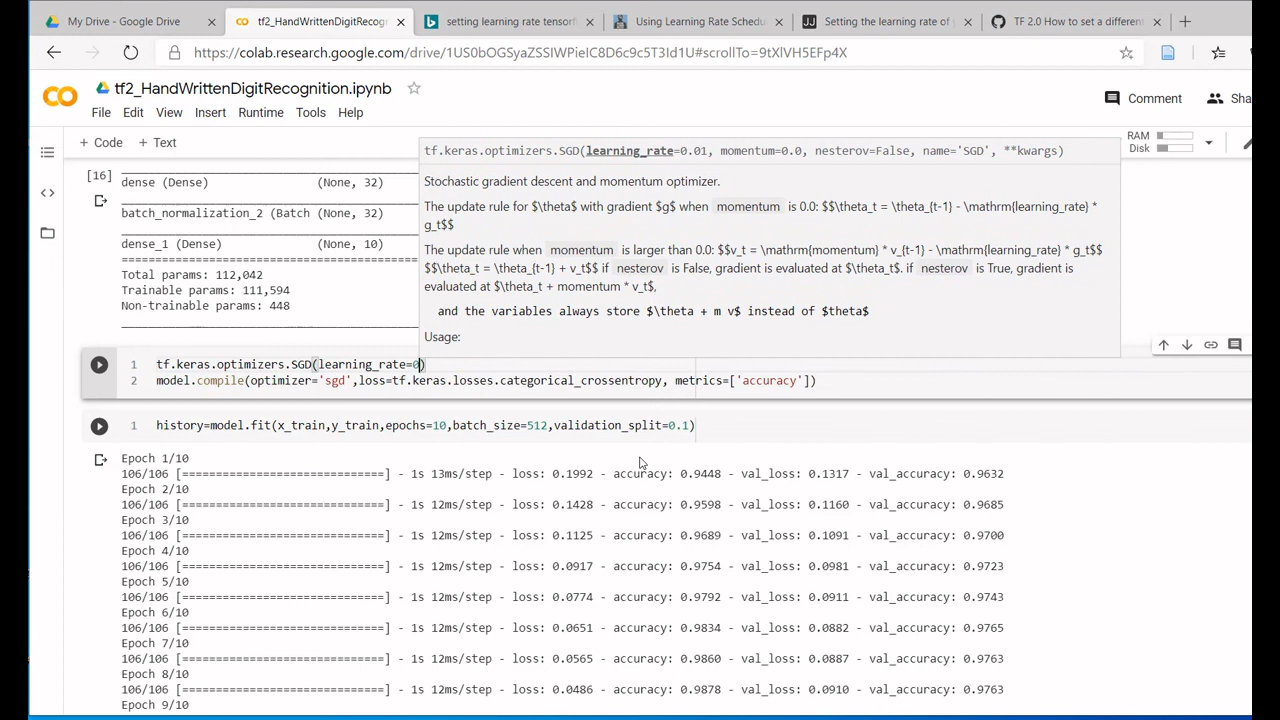 My Drive - Google Drive
tf2_HandWrittenDigitRecogn
setting learning rate tensorf
Using Learning Rate Schedu
Setting the learning rate of y
TF 2.0 How to set a different
https://colab.research.google.com/drive/1US0bOGSyaZSSlWPielC8D6c9c5T3Id1U#scrollTo=9tXlVH5EFp4X
tf2_HandWrittenDigitRecognition.ipynb
Comment
Sha
File Edit View Insert Runtime Tools Help
+ Code + Text
RAM
Disk
tf.keras.optimizers.SGD(learning_rate=0.01, momentum=0.0, nesterov=False, name='SGD', **kwargs)
Stochastic gradient descent and momentum optimizer.
The update rule for $\theta$ with gradient $g$ when momentum is 0.0: $$\theta_t = \theta_{t-1} - \mathrm{learning_rate} *
g_t$$
The update rule when momentum is larger than 0.0: $$v_t = \mathrm{momentum} * v_{t-1} - \mathrm{learning_rate} * g_t$$
$$\theta_t = \theta_{t-1} + v_t$$ if nesterov is False, gradient is evaluated at $\theta_t$. if nesterov is True, gradient is
evaluated at $\theta_t + momentum * v_t$,
and the variables always store $\theta + m v$ instead of $theta$
Usage:
[16]
dense (Dense) (None, 32)
batch_normalization_2 (Batch (None, 32)
dense_1 (Dense) (None, 10)
Total params: 112,042
Trainable params: 111,594
Non-trainable params: 448
1 tf.keras.optimizers.SGD(learning_rate=0)
2 model.compile(optimizer='sgd',loss=tf.keras.losses.categorical_crossentropy, metrics=['accuracy'])
1 history=model.fit(x_train,y_train,epochs=10,batch_size=512,validation_split=0.1)
Epoch 1/10
106/106 [==============================] - 1s 13ms/step - loss: 0.1992 - accuracy: 0.9448 - val_loss: 0.1317 - val_accuracy: 0.9632
Epoch 2/10
106/106 [==============================] - 1s 12ms/step - loss: 0.1428 - accuracy: 0.9598 - val_loss: 0.1160 - val_accuracy: 0.9685
Epoch 3/10
106/106 [==============================] - 1s 12ms/step - loss: 0.1125 - accuracy: 0.9689 - val_loss: 0.1091 - val_accuracy: 0.9700
Epoch 4/10
106/106 [==============================] - 1s 12ms/step - loss: 0.0917 - accuracy: 0.9754 - val_loss: 0.0981 - val_accuracy: 0.9723
Epoch 5/10
106/106 [==============================] - 1s 12ms/step - loss: 0.0774 - accuracy: 0.9792 - val_loss: 0.0911 - val_accuracy: 0.9743
Epoch 6/10
106/106 [==============================] - 1s 12ms/step - loss: 0.0651 - accuracy: 0.9834 - val_loss: 0.0882 - val_accuracy: 0.9765
Epoch 7/10
106/106 [==============================] - 1s 12ms/step - loss: 0.0565 - accuracy: 0.9860 - val_loss: 0.0887 - val_accuracy: 0.9763
Epoch 8/10
106/106 [==============================] - 1s 12ms/step - loss: 0.0486 - accuracy: 0.9878 - val_loss: 0.0910 - val_accuracy: 0.9763
Epoch 9/10